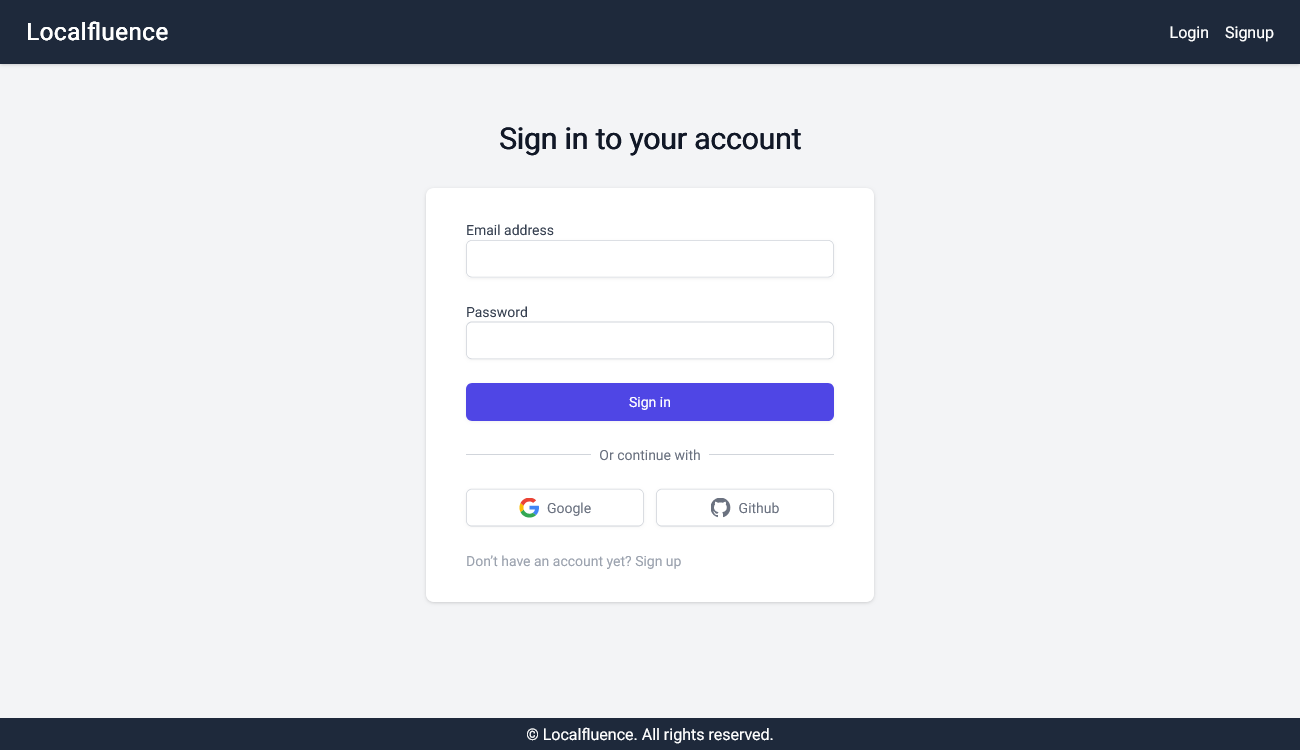 Localfluence
Login Signup
Sign in to your account
Email address
Password
Sign in
Or continue with
Google
Github
Don't have an account yet? Sign up
© Localfluence. All rights reserved.